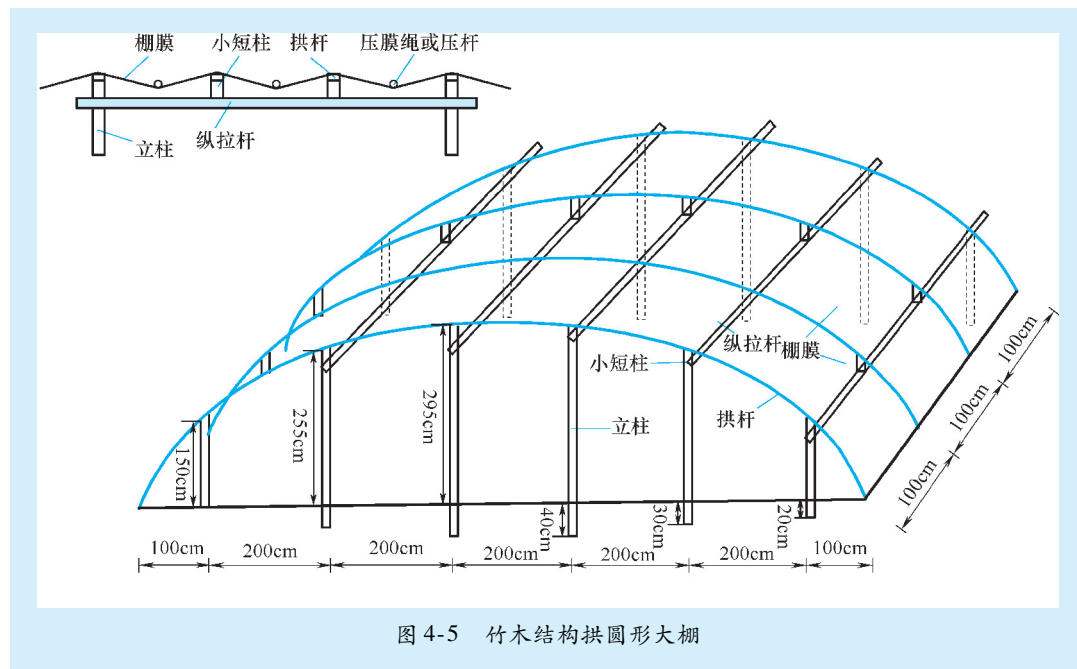 棚膜 小短柱 拱杆 压膜绳或压杆
立柱 纵拉杆
小短柱 纵拉杆 棚膜
立柱 拱杆
150cm 255cm 295cm 40cm 30cm 20cm
100cm 100cm 100cm
100cm 200cm 200cm 200cm 200cm 200cm 100cm
图 4-5 竹木结构拱圆形大棚